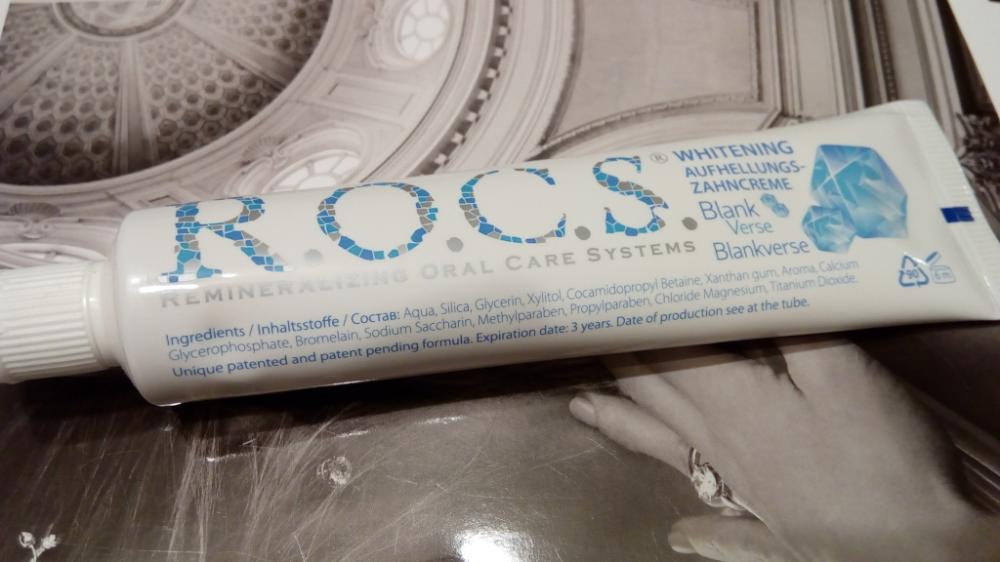 R.O.C.S.®
REMINERALIZING ORAL CARE SYSTEMS
WHITENING
AUFHELLUNGS-
ZAHNCREME
Blank
Verse
Blankverse
Ingredients / Inhaltsstoffe / Состав: Aqua, Silica, Glycerin, Xylitol, Cocamidopropyl Betaine, Xanthan gum, Aroma, Calcium
Glycerophosphate, Bromelain, Sodium Saccharin, Methylparaben, Propylparaben, Chloride Magnesium, Titanium Dioxide.
Unique patented and patent pending formula. Expiration date: 3 years. Date of production see at the tube.
90
6 m